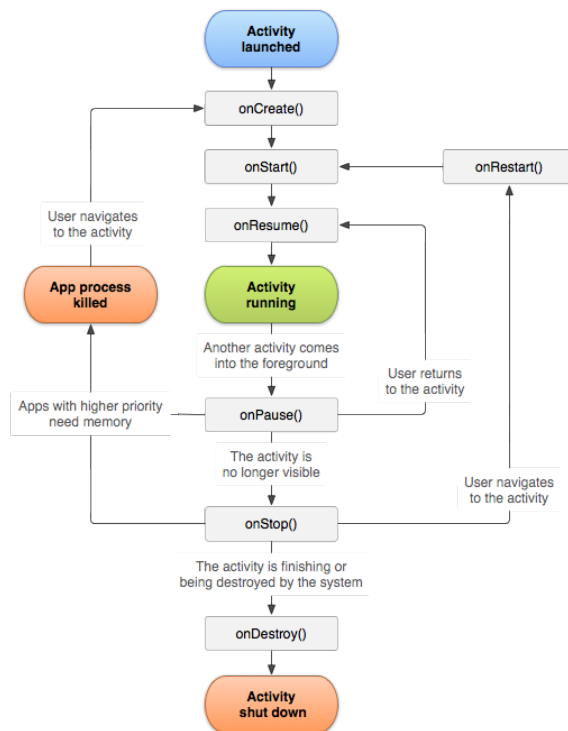 Activity
launched
onCreate()
onStart()
onRestart()
User navigates
to the activity
onResume()
App process
killed
Activity
running
Another activity comes
into the foreground
User returns
to the activity
Apps with higher priority
need memory
onPause()
The activity is
no longer visible
User navigates
to the activity
onStop()
The activity is finishing or
being destroyed by the system
onDestroy()
Activity
shut down